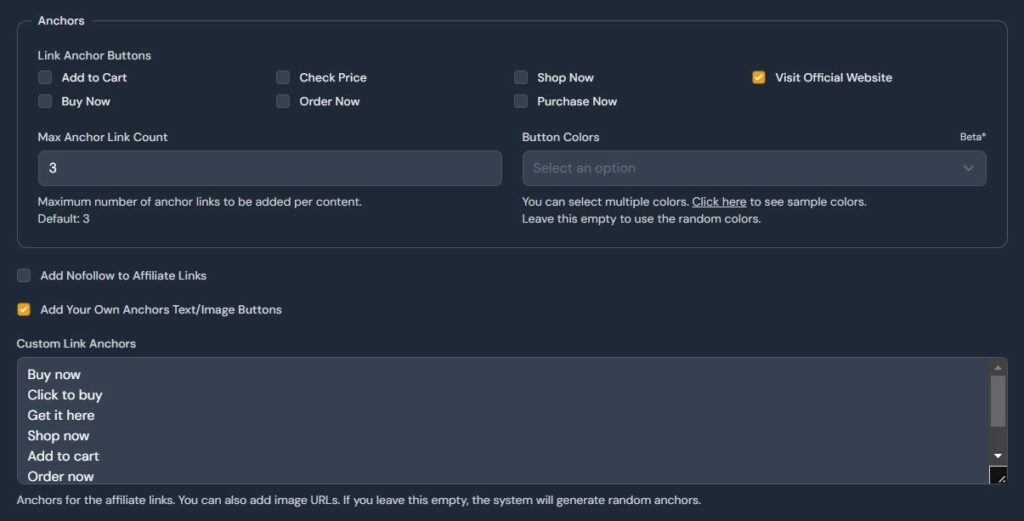 Anchors
Link Anchor Buttons
Add to Cart
Check Price
Shop Now
Visit Official Website
Buy Now
Order Now
Purchase Now
Max Anchor Link Count
Button Colors
Beta*
3
Select an option
Maximum number of anchor links to be added per content.
Default: 3
You can select multiple colors. Click here to see sample colors.
Leave this empty to use the random colors.
Add Nofollow to Affiliate Links
Add Your Own Anchors Text/Image Buttons
Custom Link Anchors
Buy now
Click to buy
Get it here
Shop now
Add to cart
Order now
Anchors for the affiliate links. You can also add image URLs. If you leave this empty, the system will generate random anchors.